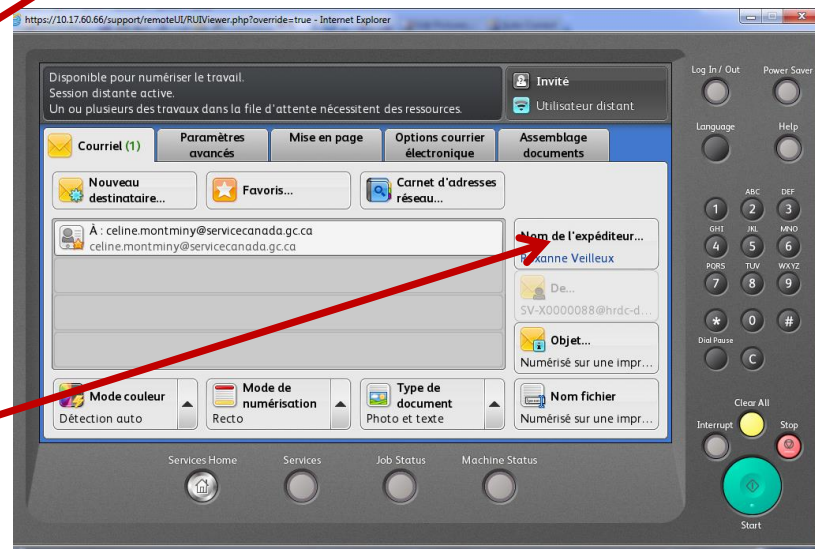 https://10.17.60.66/support/remoteUI/RUIViewer.php?override=true - Internet Explorer
Disponible pour numériser le travail.
Session distante active.
Un ou plusieurs des travaux dans la file d'attente nécessitent des ressources.
Invité
Utilisateur distant
Courriel (1)
Paramètres avancés
Mise en page
Options courrier électronique
Assemblage documents
Nouveau destinataire...
Favoris...
Carnet d'adresses réseau...
À : celine.montminy@servicecanada.gc.ca
celine.montminy@servicecanada.gc.ca
Nom de l'expéditeur...
Roxanne Veilleux
De...
SV-X0000088@hrdc-d...
Objet...
Numérisé sur une impr...
Mode couleur
Détection auto
Mode de numérisation
Recto
Type de document
Photo et texte
Nom fichier
Numérisé sur une impr...
Services Home
Services
Job Status
Machine Status
Log In / Out
Power Saver
Language
Help
ABC DEF
1 2 3
GHI JKL MNO
4 5 6
PQRS TUV WXYZ
7 8 9
* 0 #
Dial Pause
C
Clear All
Interrupt
Stop
Start